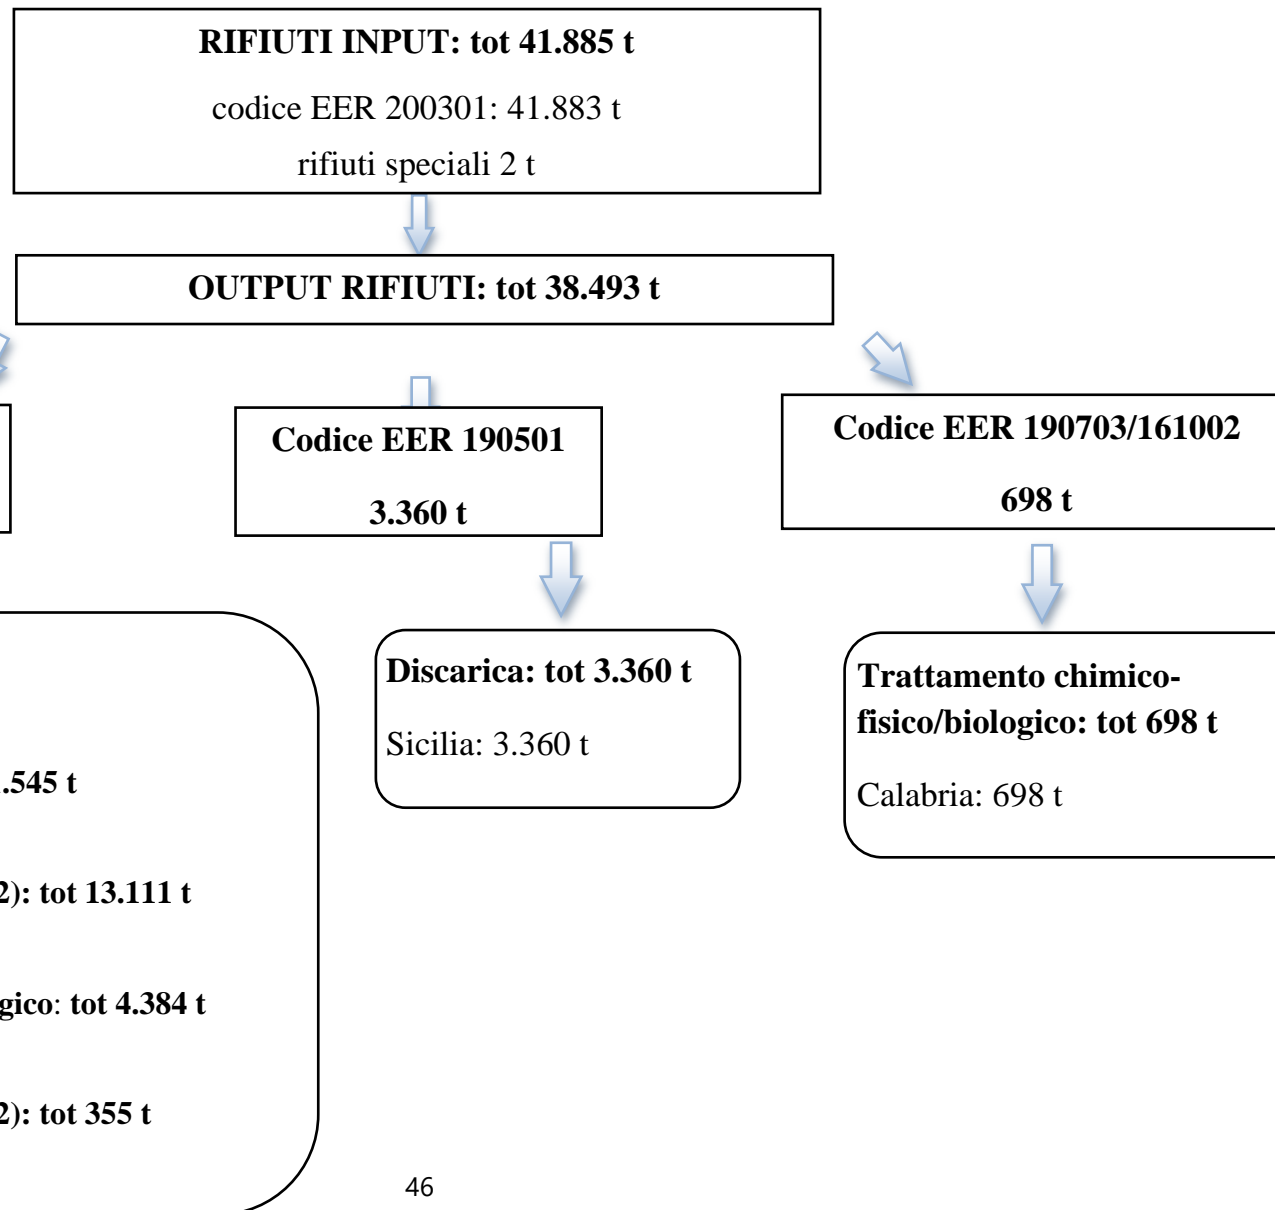 RIFIUTI INPUT: tot 41.885 t
codice EER 200301: 41.883 t
rifiuti speciali 2 t
OUTPUT RIFIUTI: tot 38.493 t
Codice EER 190501
3.360 t
Codice EER 190703/161002
698 t
Discarica: tot 3.360 t
Sicilia: 3.360 t
Trattamento chimico-
fisico/biologico: tot 698 t
Calabria: 698 t
.545 t
2): tot 13.111 t
gico: tot 4.384 t
2): tot 355 t
46